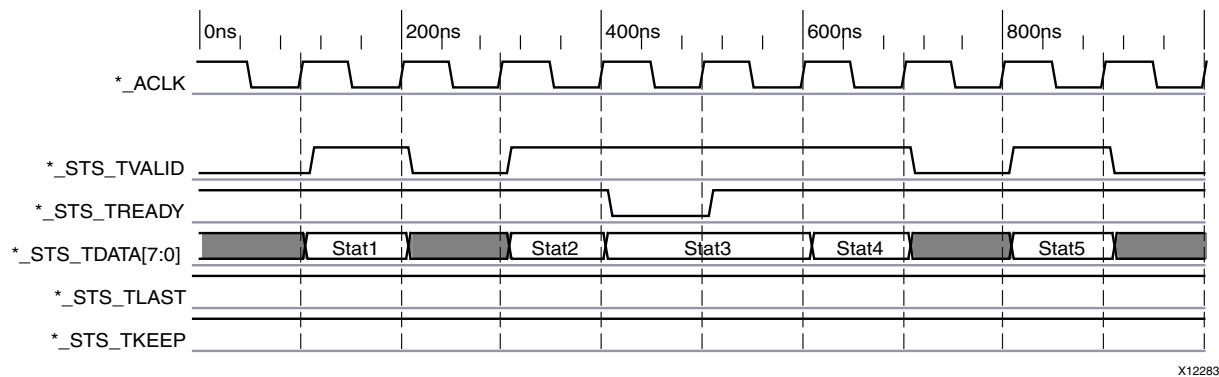 0ns 200ns 400ns 600ns 800ns
*_ACLK
*_STS_TVALID
*_STS_TREADY
*_STS_TDATA[7:0] Stat1 Stat2 Stat3 Stat4 Stat5
*_STS_TLAST
*_STS_TKEEP
X12283